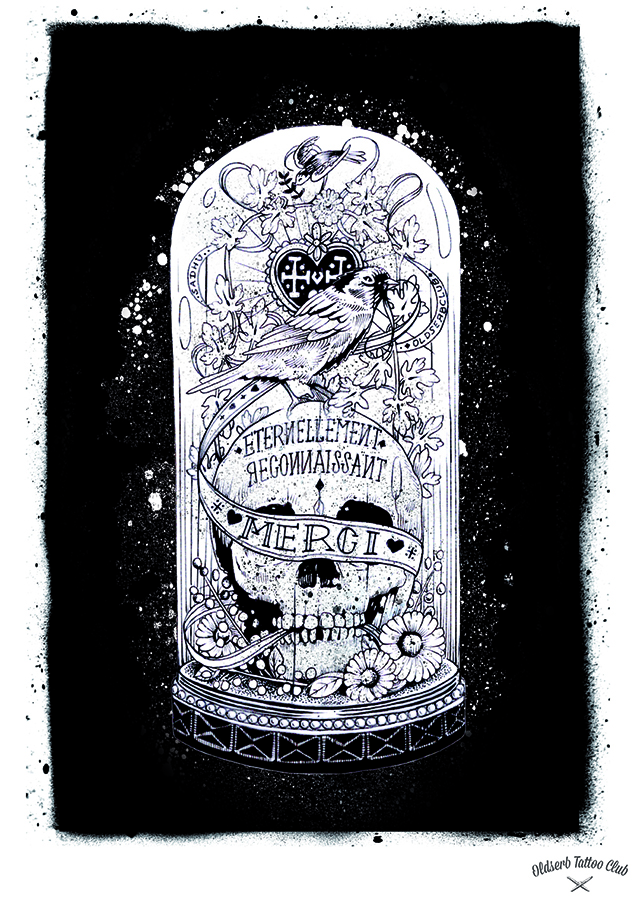 ·ETERNELLEMENT·
RECONNAISSANT
*♥MERCI♥*
Oldserb Tattoo Club